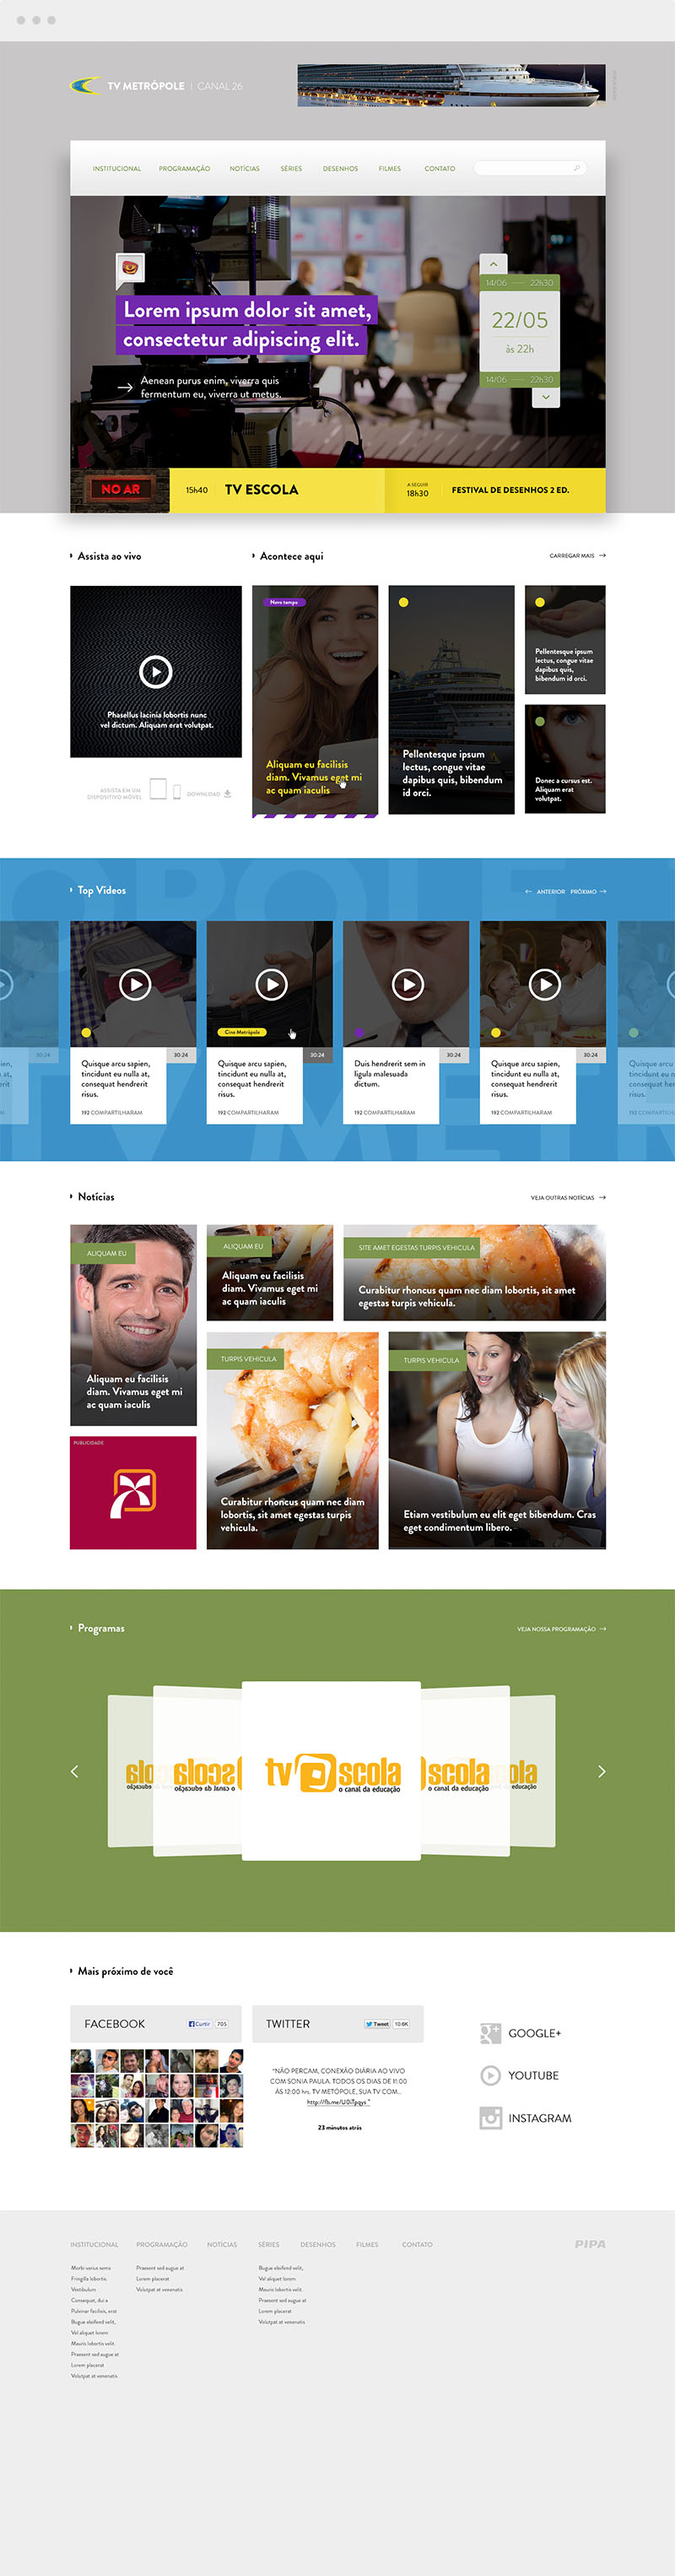 TV METRÓPOLE | CANAL 26
INSTITUCIONAL PROGRAMAÇÃO NOTÍCIAS SÉRIES DESENHOS FILMES CONTATO
Lorem ipsum dolor sit amet,
consectetur adipiscing elit.
Aenean purus enim, viverra quis
fermentum eu, viverra ut metus.
14/06 22h30
22/05
às 22h
14/06 22h30
NO AR
15h40 TV ESCOLA
A SEGUIR
18h30
FESTIVAL DE DESENHOS 2 ED.
Assista ao vivo
Phasellus lacinia lobortis nunc
vel dictum. Aliquam erat volutpat.
ASSISTA EM UM
DISPOSITIVO MÓVEL
DOWNLOAD
Acontece aqui
CARREGAR MAIS
Novo tempo
Aliquam eu facilisis
diam. Vivamus eget mi
ac quam iaculis
Pellentesque ipsum
lectus, congue vitae
dapibus quis, bibendum
id orci.
Pellentesque ipsum
lectus, congue vitae
dapibus quis,
bibendum id orci.
Donec a cursus est.
Aliquam erat
volutpat.
Top Vídeos
ANTERIOR PRÓXIMO
30:24
Quisque arcu sapien,
tincidunt eu nulla at,
consequat hendrerit
risus.
192 COMPARTILHARAM
Cine Metrópole
30:24
Quisque arcu sapien,
tincidunt eu nulla at,
consequat hendrerit
risus.
192 COMPARTILHARAM
30:24
Duis hendrerit sem in
ligula malesuada
dictum.
192 COMPARTILHARAM
30:24
Quisque arcu sapien,
tincidunt eu nulla at,
consequat hendrerit
risus.
192 COMPARTILHARAM
Notícias
VEJA OUTRAS NOTÍCIAS
ALIQUAM EU
Aliquam eu facilisis
diam. Vivamus eget mi
ac quam iaculis
ALIQUAM EU
Aliquam eu facilisis
diam. Vivamus eget mi
ac quam iaculis
SITE AMET EGESTAS TURPIS VEHICULA
Curabitur rhoncus quam nec diam lobortis, sit amet
egestas turpis vehicula.
PUBLICIDADE
TURPIS VEHICULA
Curabitur rhoncus quam nec diam
lobortis, sit amet egestas turpis
vehicula.
TURPIS VEHICULA
Etiam vestibulum eu elit eget bibendum. Cras
eget condimentum libero.
Programas
VEJA NOSSA PROGRAMAÇÃO
tv escola
o canal da educação
Mais próximo de você
FACEBOOK
Curtir 705
TWITTER
Tweet 10.6K
"NÃO PERCAM, CONEXÃO DIÁRIA AO VIVO
COM SONIA PAULA. TODOS OS DIAS DE 11:00
ÀS 12:00 hrs. TV METÓPOLE, SUA TV COM...
23 minutos atrás
GOOGLE+
YOUTUBE
INSTAGRAM
INSTITUCIONAL PROGRAMAÇÃO NOTÍCIAS SÉRIES DESENHOS FILMES CONTATO
PIPA
Morbi varius sema
Fringilla lobortis.
Vestibulum
Consequat, dui a
Pulvinar facilisis, erat
Bugue eleifend velit,
Vel aliquet lorem
Mauris lobortis velit.
Praesent sed augue at
Lorem placerat
Volutpat at venenatis
Praesent sed augue at
Lorem placerat
Volutpat at venenatis
Bugue eleifend velit,
Vel aliquet lorem
Mauris lobortis velit.
Praesent sed augue at
Lorem placerat
Volutpat at venenatis